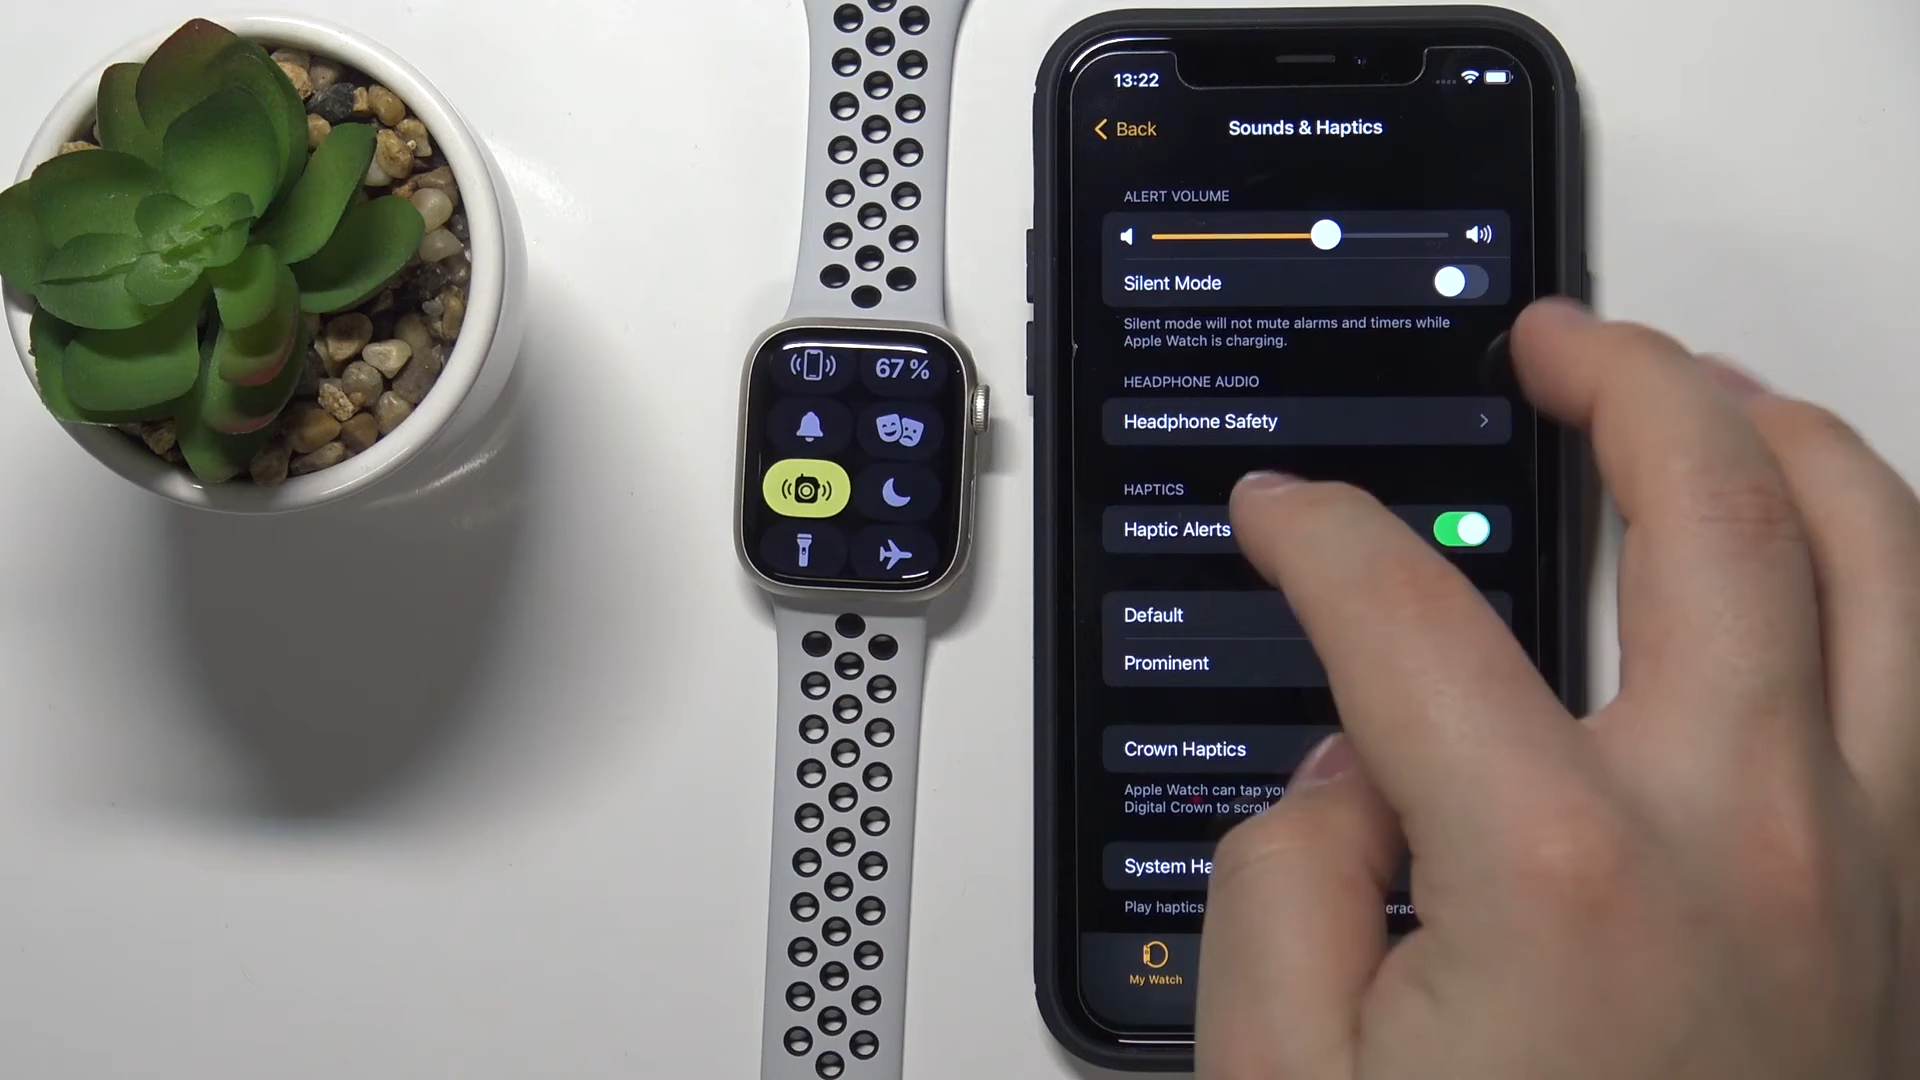 13:22
Back
Sounds & Haptics
ALERT VOLUME
Silent Mode
Silent mode will not mute alarms and timers while
Apple Watch is charging.
HEADPHONE AUDIO
Headphone Safety
HAPTICS
Haptic Alerts
Default
Prominent
Crown Haptics
Apple Watch can tap you
Digital Crown to scroll
System Ha
Play haptics
My Watch
67 %